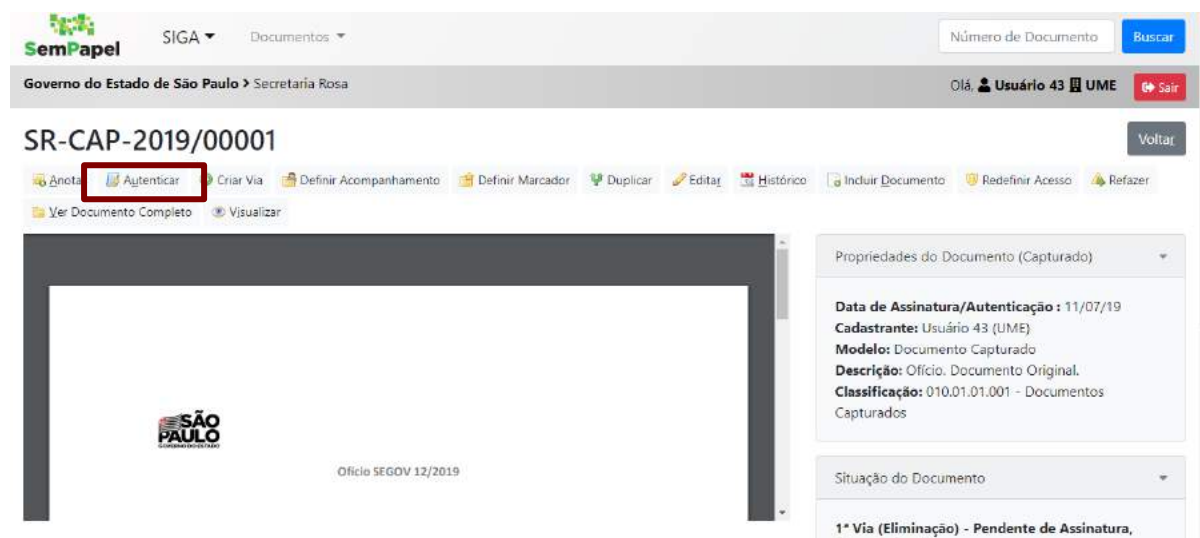 SemPapel
SIGA Documentos Número de Documento Buscar
Governo do Estado de São Paulo > Secretaria Rosa Olá, Usuário 43 UME Sair
SR-CAP-2019/00001 Voltar
Anota Autenticar Criar Via Definir Acompanhamento Definir Marcador Duplicar Editar Histórico Incluir Documento Redefinir Acesso Refazer
Ver Documento Completo Visualizar
Propriedades do Documento (Capturado)
Data de Assinatura/Autenticação : 11/07/19
Cadastrante: Usuário 43 (UME)
Modelo: Documento Capturado
Descrição: Ofício. Documento Original.
Classificação: 010.01.01.001 - Documentos
Capturados
SÃO
PAULO
GOVERNO DO ESTADO
Ofício SEGOV 12/2019
Situação do Documento
1ª Via (Eliminação) - Pendente de Assinatura,